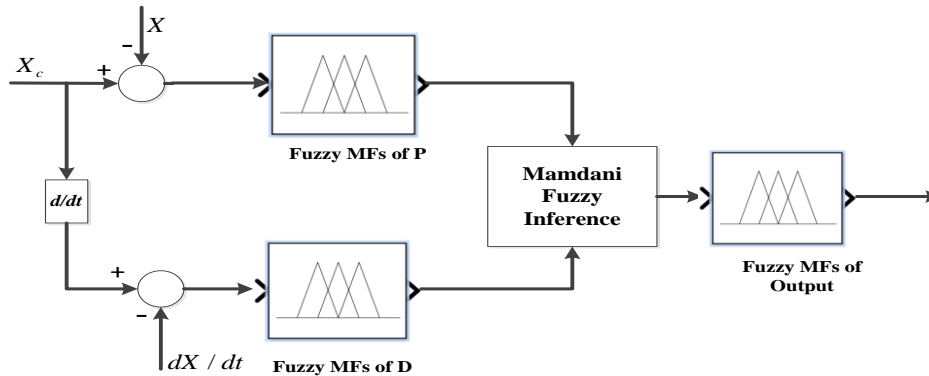 X
−
X_c
+
Fuzzy MFs of P
Mamdani
Fuzzy
Inference
d/dt
Fuzzy MFs of
Output
+
−
dX / dt
Fuzzy MFs of D